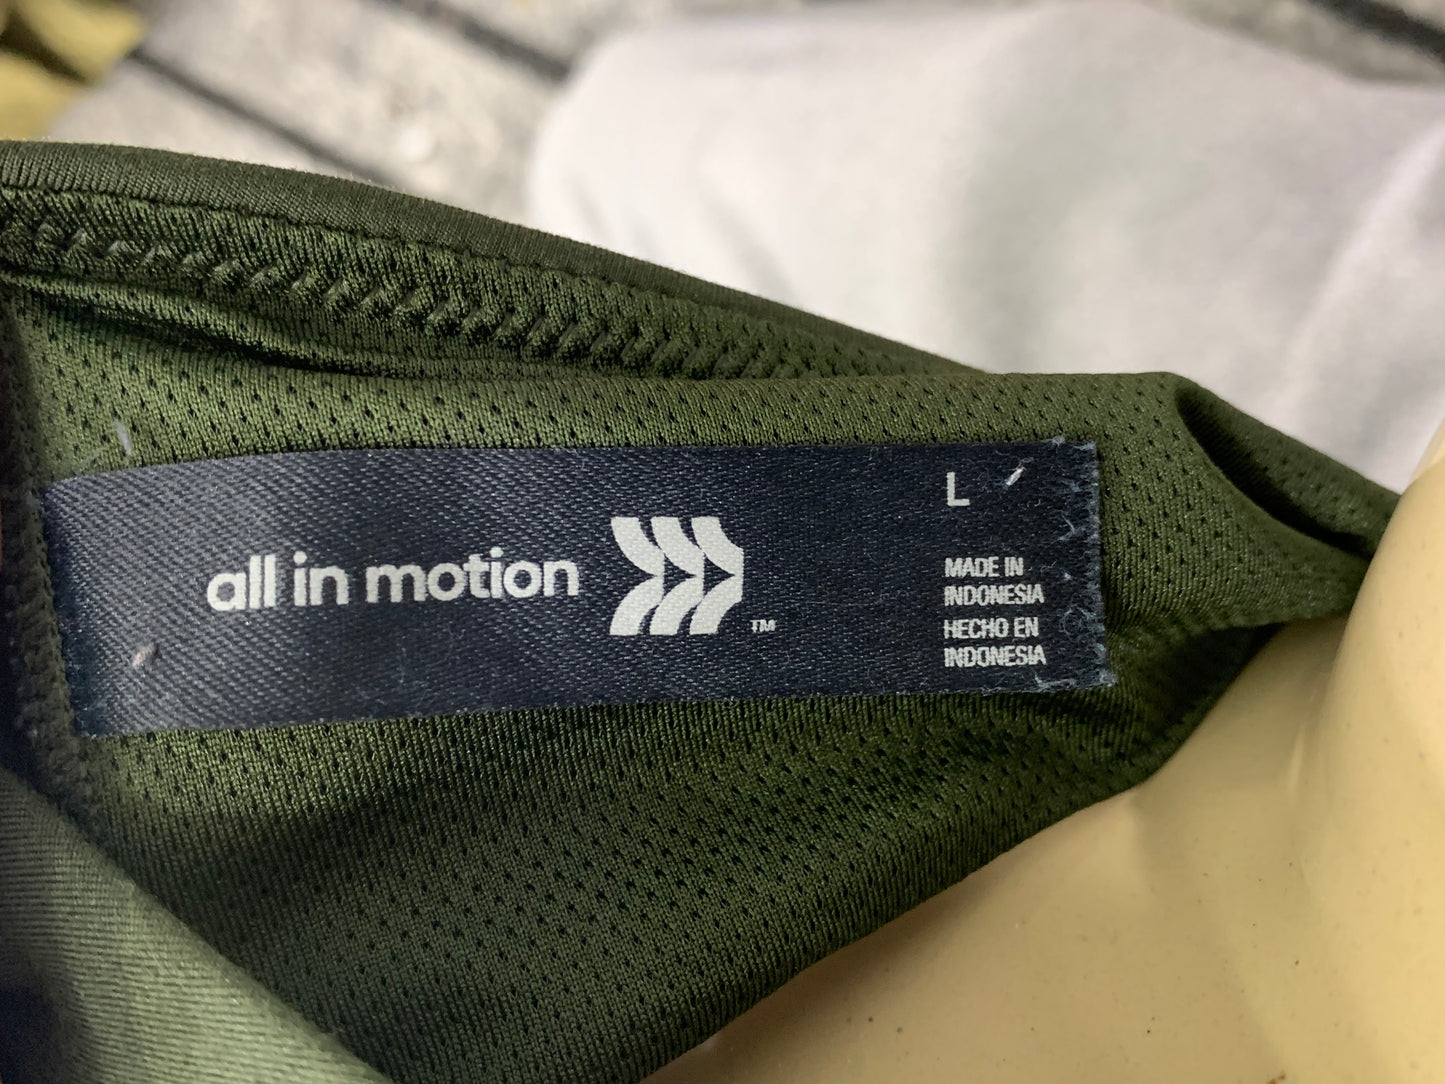 all in motion
TM
L
MADE IN
INDONESIA
HECHO EN
INDONESIA